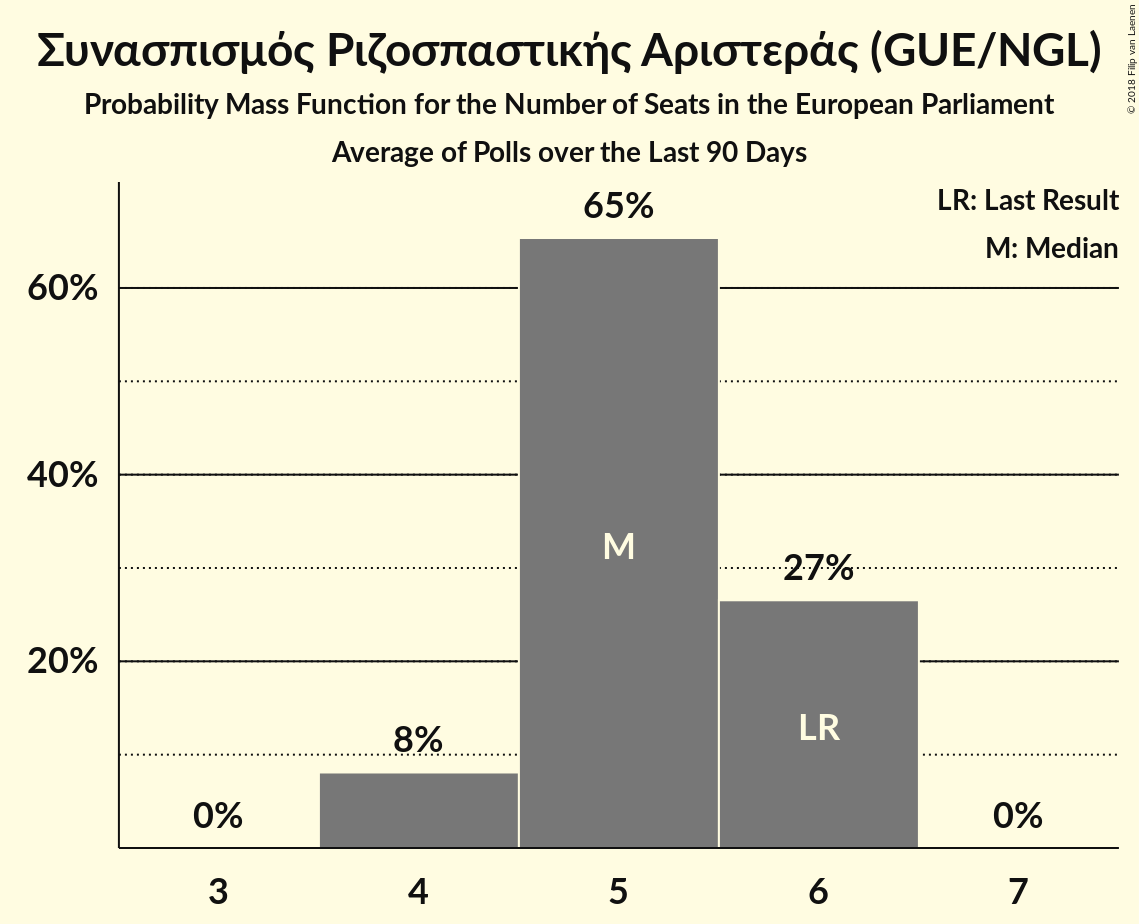 Συνασπισμός Ριζοσπαστικής Αριστεράς (GUE/NGL)
Probability Mass Function for the Number of Seats in the European Parliament
Average of Polls over the Last 90 Days
© 2018 Filip van Laenen
LR: Last Result
M: Median
65%
60%
40%
M
27%
20%
LR
8%
0%
0%
3
4
5
6
7